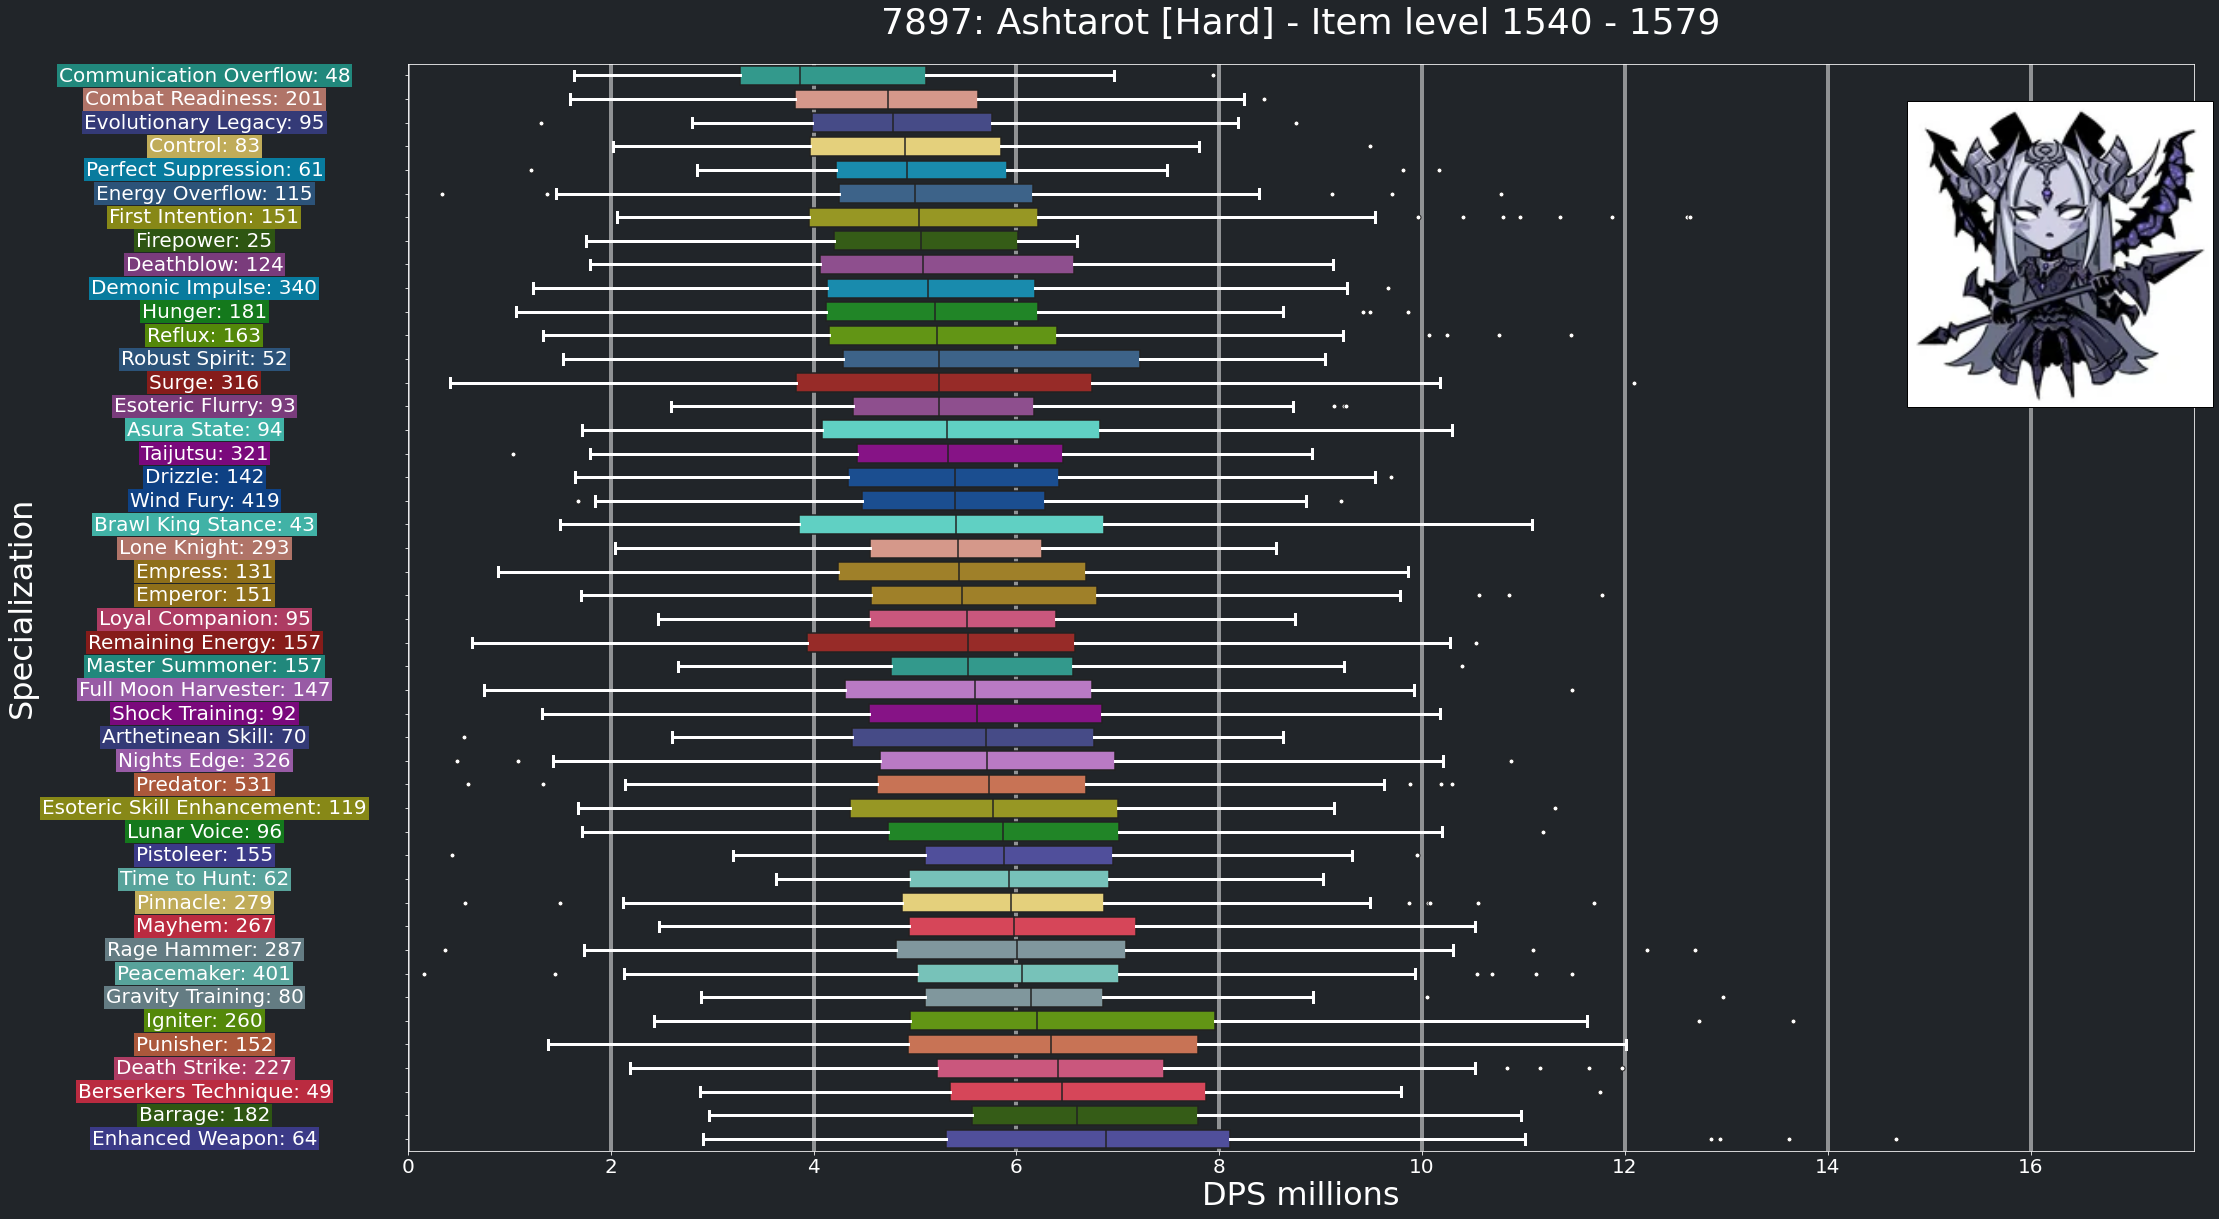 7897: Ashtarot [Hard] - Item level 1540 - 1579
Communication Overflow: 48
Combat Readiness: 201
Evolutionary Legacy: 95
Control: 83
Perfect Suppression: 61
Energy Overflow: 115
First Intention: 151
Firepower: 25
Deathblow: 124
Demonic Impulse: 340
Hunger: 181
Reflux: 163
Robust Spirit: 52
Surge: 316
Esoteric Flurry: 93
Asura State: 94
Taijutsu: 321
Drizzle: 142
Wind Fury: 419
Brawl King Stance: 43
Lone Knight: 293
Empress: 131
Emperor: 151
Loyal Companion: 95
Remaining Energy: 157
Master Summoner: 157
Full Moon Harvester: 147
Shock Training: 92
Arthetinean Skill: 70
Nights Edge: 326
Predator: 531
Esoteric Skill Enhancement: 119
Lunar Voice: 96
Pistoleer: 155
Time to Hunt: 62
Pinnacle: 279
Mayhem: 267
Rage Hammer: 287
Peacemaker: 401
Gravity Training: 80
Igniter: 260
Punisher: 152
Death Strike: 227
Berserkers Technique: 49
Barrage: 182
Enhanced Weapon: 64
Specialization
0 2 4 6 8 10 12 14 16
DPS millions